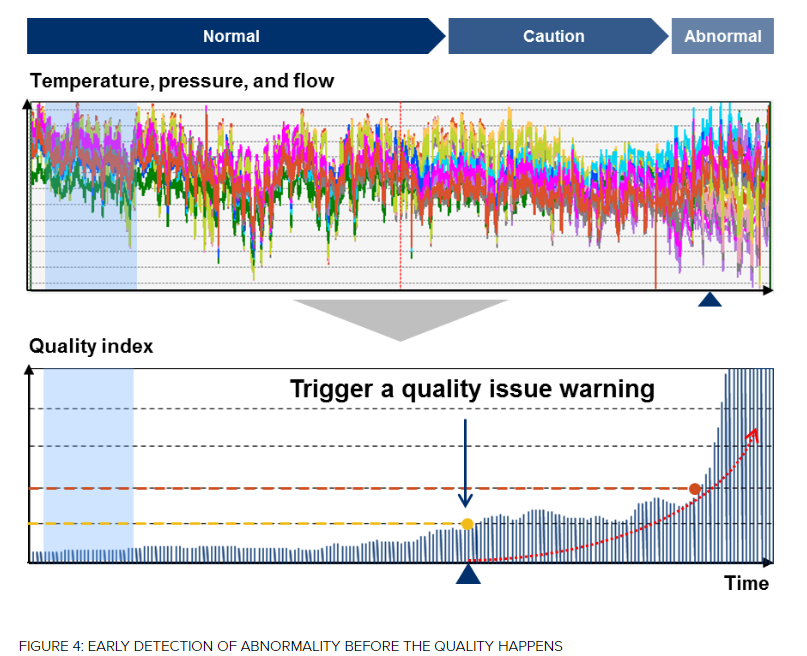 Normal
Caution
Abnormal
Temperature, pressure, and flow
Quality index
Trigger a quality issue warning
Time
FIGURE 4: EARLY DETECTION OF ABNORMALITY BEFORE THE QUALITY HAPPENS